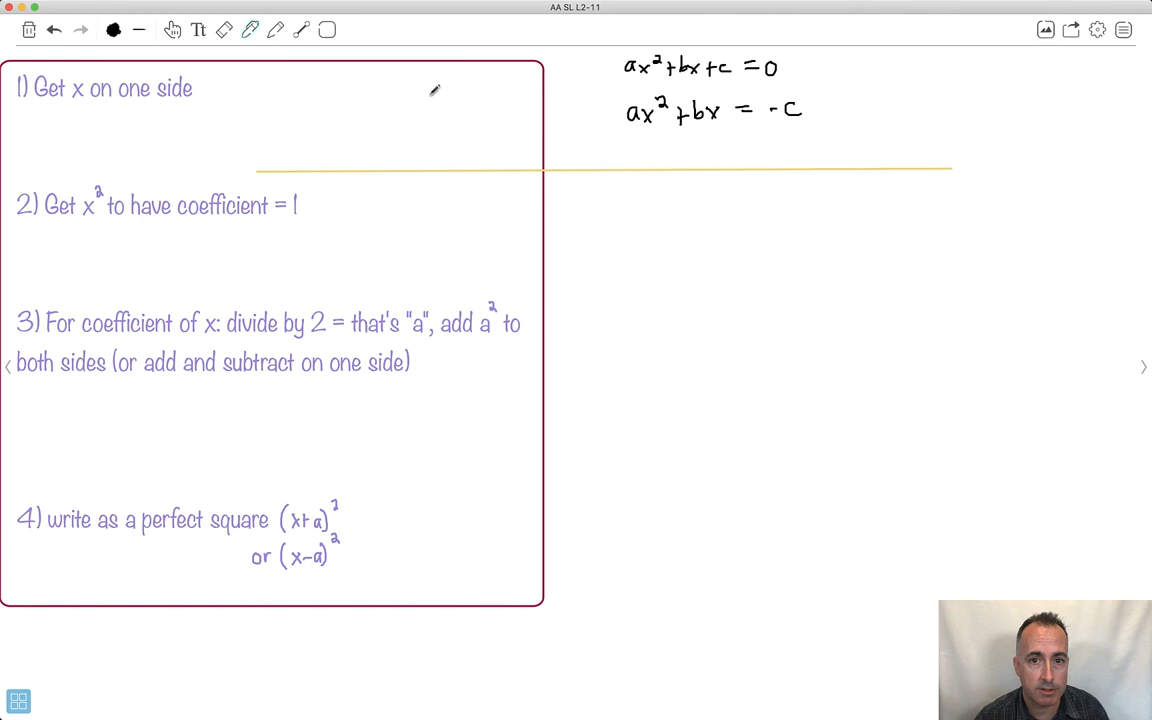 AA SL L2-11
Tt
1) Get x on one side
2) Get x² to have coefficient = 1
3) For coefficient of x: divide by 2 = that's "a", add a² to
both sides (or add and subtract on one side)
4) write as a perfect square (x+a)²
or (x-a)²
ax²+bx+c =0
ax²+bx = -c